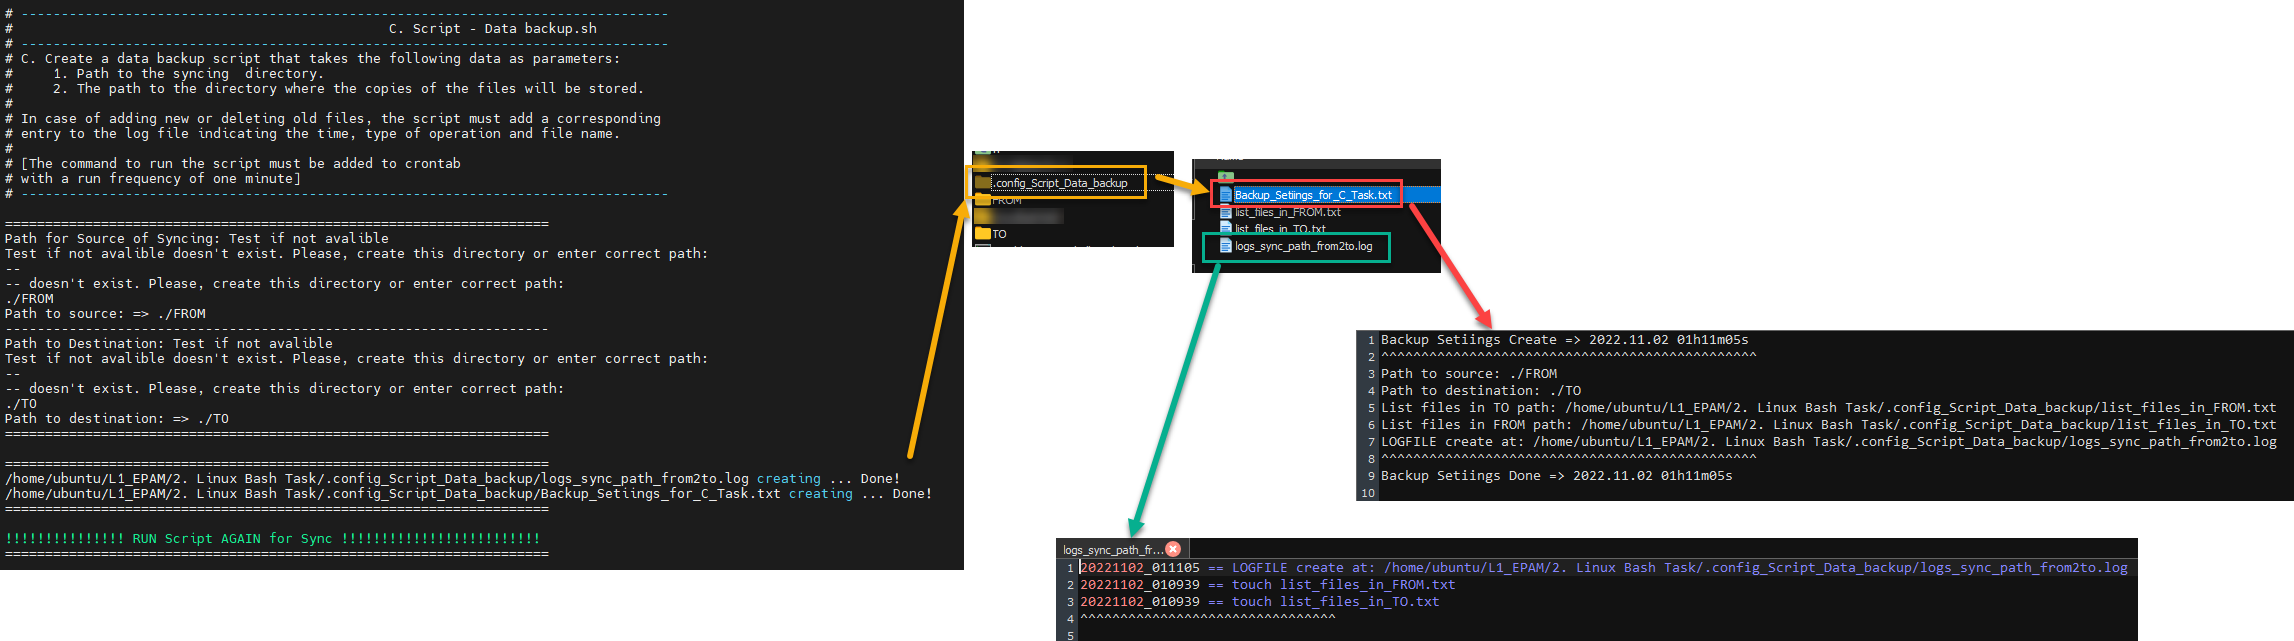 # ---------------------------------------------------------------------------------
# C. Script - Data backup.sh
# ---------------------------------------------------------------------------------
# C. Create a data backup script that takes the following data as parameters:
# 1. Path to the syncing  directory.
# 2. The path to the directory where the copies of the files will be stored.
#
# In case of adding new or deleting old files, the script must add a corresponding
# entry to the log file indicating the time, type of operation and file name.
#
# [The command to run the script must be added to crontab
# with a run frequency of one minute]
# ---------------------------------------------------------------------------------
====================================================================
Path for Source of Syncing: Test if not avalible
Test if not avalible doesn't exist. Please, create this directory or enter correct path:
--
-- doesn't exist. Please, create this directory or enter correct path:
./FROM
Path to source: => ./FROM
--------------------------------------------------------------------
Path to Destination: Test if not avalible
Test if not avalible doesn't exist. Please, create this directory or enter correct path:
--
-- doesn't exist. Please, create this directory or enter correct path:
./TO
Path to destination: => ./TO
====================================================================
====================================================================
/home/ubuntu/L1_EPAM/2. Linux Bash Task/.config_Script_Data_backup/logs_sync_path_from2to.log creating ... Done!
/home/ubuntu/L1_EPAM/2. Linux Bash Task/.config_Script_Data_backup/Backup_Setiings_for_C_Task.txt creating ... Done!
====================================================================
!!!!!!!!!!!!!!! RUN Script AGAIN for Sync !!!!!!!!!!!!!!!!!!!!!!!!!
====================================================================
.config_Script_Data_backup
FROM
TO
Backup_Setiings_for_C_Task.txt
list_files_in_FROM.txt
list_files_in_TO.txt
logs_sync_path_from2to.log
1 Backup Setiings Create => 2022.11.02 01h11m05s
2 ^^^^^^^^^^^^^^^^^^^^^^^^^^^^^^^^^^^^^^^^^^^^^^^
3 Path to source: ./FROM
4 Path to destination: ./TO
5 List files in TO path: /home/ubuntu/L1_EPAM/2. Linux Bash Task/.config_Script_Data_backup/list_files_in_FROM.txt
6 List files in FROM path: /home/ubuntu/L1_EPAM/2. Linux Bash Task/.config_Script_Data_backup/list_files_in_TO.txt
7 LOGFILE create at: /home/ubuntu/L1_EPAM/2. Linux Bash Task/.config_Script_Data_backup/logs_sync_path_from2to.log
8 ^^^^^^^^^^^^^^^^^^^^^^^^^^^^^^^^^^^^^^^^^^^^^^^
9 Backup Setiings Done => 2022.11.02 01h11m05s
10
logs_sync_path_fr...
1 20221102_011105 == LOGFILE create at: /home/ubuntu/L1_EPAM/2. Linux Bash Task/.config_Script_Data_backup/logs_sync_path_from2to.log
2 20221102_010939 == touch list_files_in_FROM.txt
3 20221102_010939 == touch list_files_in_TO.txt
4 ^^^^^^^^^^^^^^^^^^^^^^^^^^^^^^^^
5